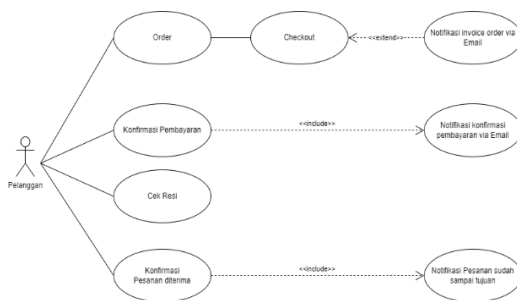 Order
Checkout
<<extend>>
Notifikasi invoice order via
Email
Konfirmasi Pembayaran
<<include>>
Notifikasi konfirmasi
pembayaran via Email
Pelanggan
Cek Resi
Konfirmasi
Pesanan diterima
<<include>>
Notifikasi Pesanan sudah
sampai tujuan